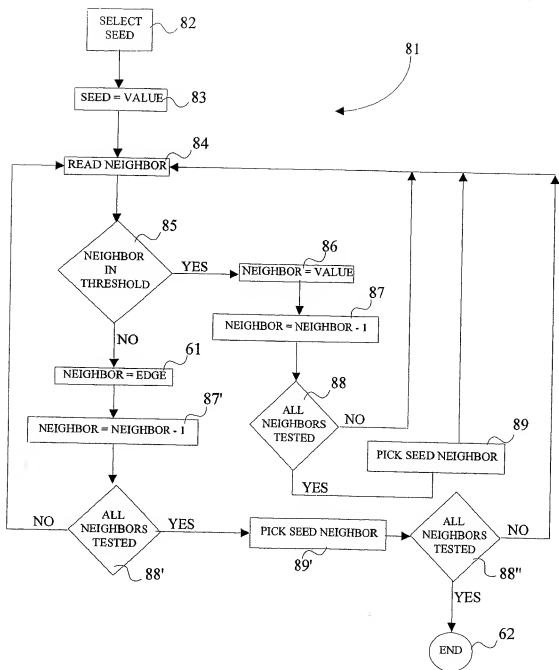 SELECT
SEED
82
81
SEED = VALUE
83
84
READ NEIGHBOR
85
NEIGHBOR
IN
THRESHOLD
YES
86
NEIGHBOR = VALUE
87
NEIGHBOR = NEIGHBOR - 1
NO
61
NEIGHBOR = EDGE
88
ALL
NEIGHBORS
TESTED
NO
89
PICK SEED NEIGHBOR
YES
87'
NEIGHBOR = NEIGHBOR - 1
NO
ALL
NEIGHBORS
TESTED
YES
88'
PICK SEED NEIGHBOR
89'
ALL
NEIGHBORS
TESTED
NO
88"
YES
62
END